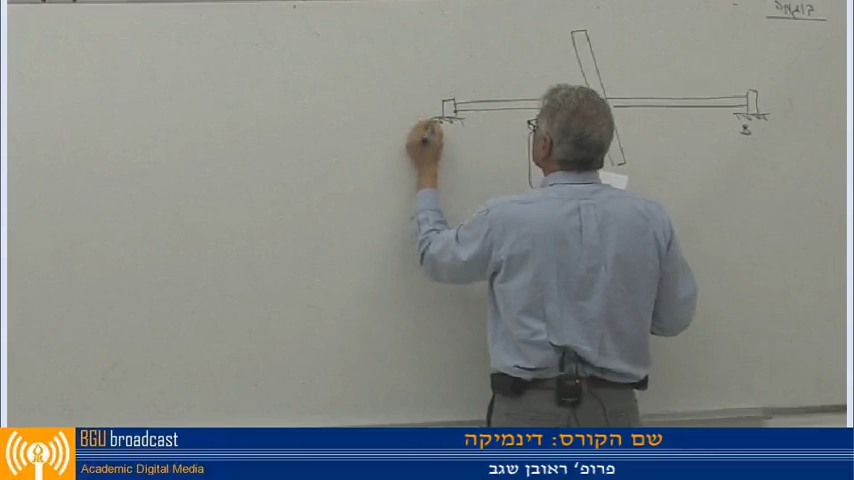 דוגמה
B
BGU broadcast
שם הקורס: דינמיקה
Academic Digital Media
פרופ' ראובן שגב